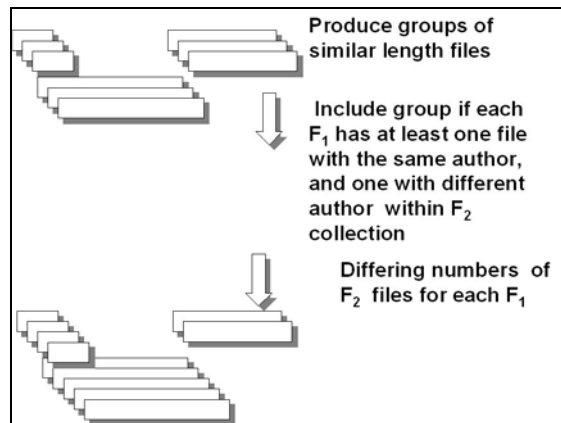 Produce groups of
similar length files
Include group if each
F₁ has at least one file
with the same author,
and one with different
author within F₂
collection
Differing numbers of
F₂ files for each F₁